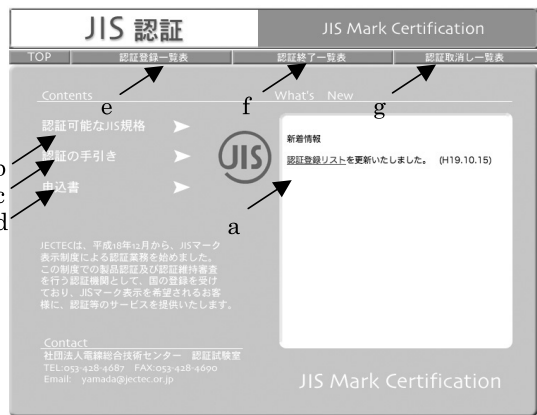 JIS 認証
JIS Mark Certification
TOP 認証登録一覧表 認証終了一覧表 認証取消し一覧表
e f g
Contents
What's New
認証可能なJIS規格
認証の手引き
申込書
c
d
JIS
新着情報
認証登録リストを更新いたしました。 (H19.10.15)
a
JECTECは、平成18年12月から、JISマーク
表示制度による認証業務を始めました。
この制度での製品認証及び認証維持審査
を行う認証機関として、国の登録を受け
ており、JISマーク表示を希望されるお客
様に、認証等のサービスを提供いたします。
Contact
社団法人電線総合技術センター 認証試験室
TEL:053-428-4687 FAX:053-428-4690
Email: yamada@jectec.or.jp
JIS Mark Certification